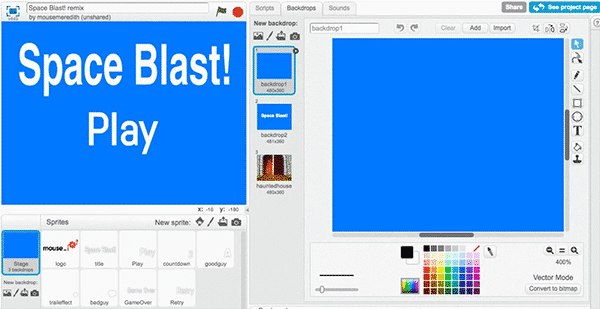 Space Blast! remix
by mousemeredith (unshared)
Space Blast!
Play
x: -16 y: -180
Sprites
New sprite:
Stage
3 backdrops
New backdrop:
mouse
logo
Space Blast!
title
Play
Play
3
countdown
goodguy
traileffect
badguy
Game Over
GameOver
Retry
Retry
Scripts
Backdrops
Sounds
Share
See project page
New backdrop:
1
backdrop1
480x360
2
Space Blast!
backdrop2
481x360
3
hauntedhouse
480x360
backdrop1
Clear
Add
Import
T
400%
Vector Mode
Convert to bitmap